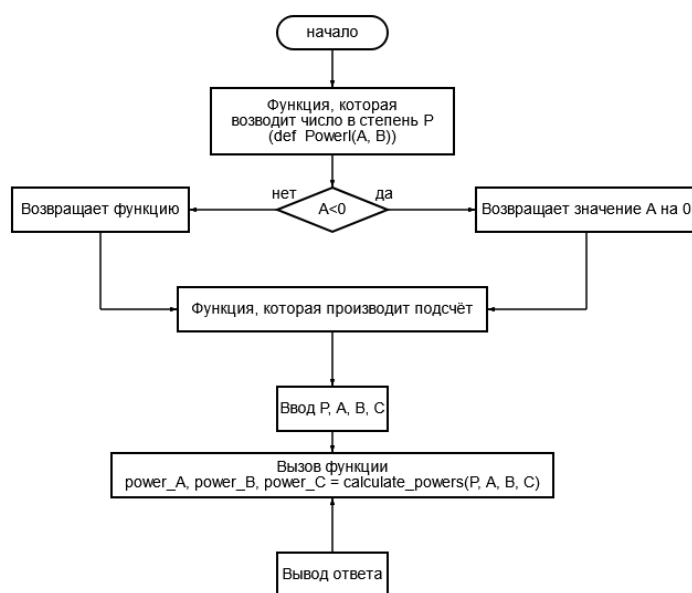 начало
Функция, которая
возводит число в степень P
(def Powerl(A, B))
нет
да
Возвращает функцию
A<0
Возвращает значение A на 0
Функция, которая производит подсчёт
Ввод P, A, B, C
Вызов функции
power_A, power_B, power_C = calculate_powers(P, A, B, C)
Вывод ответа